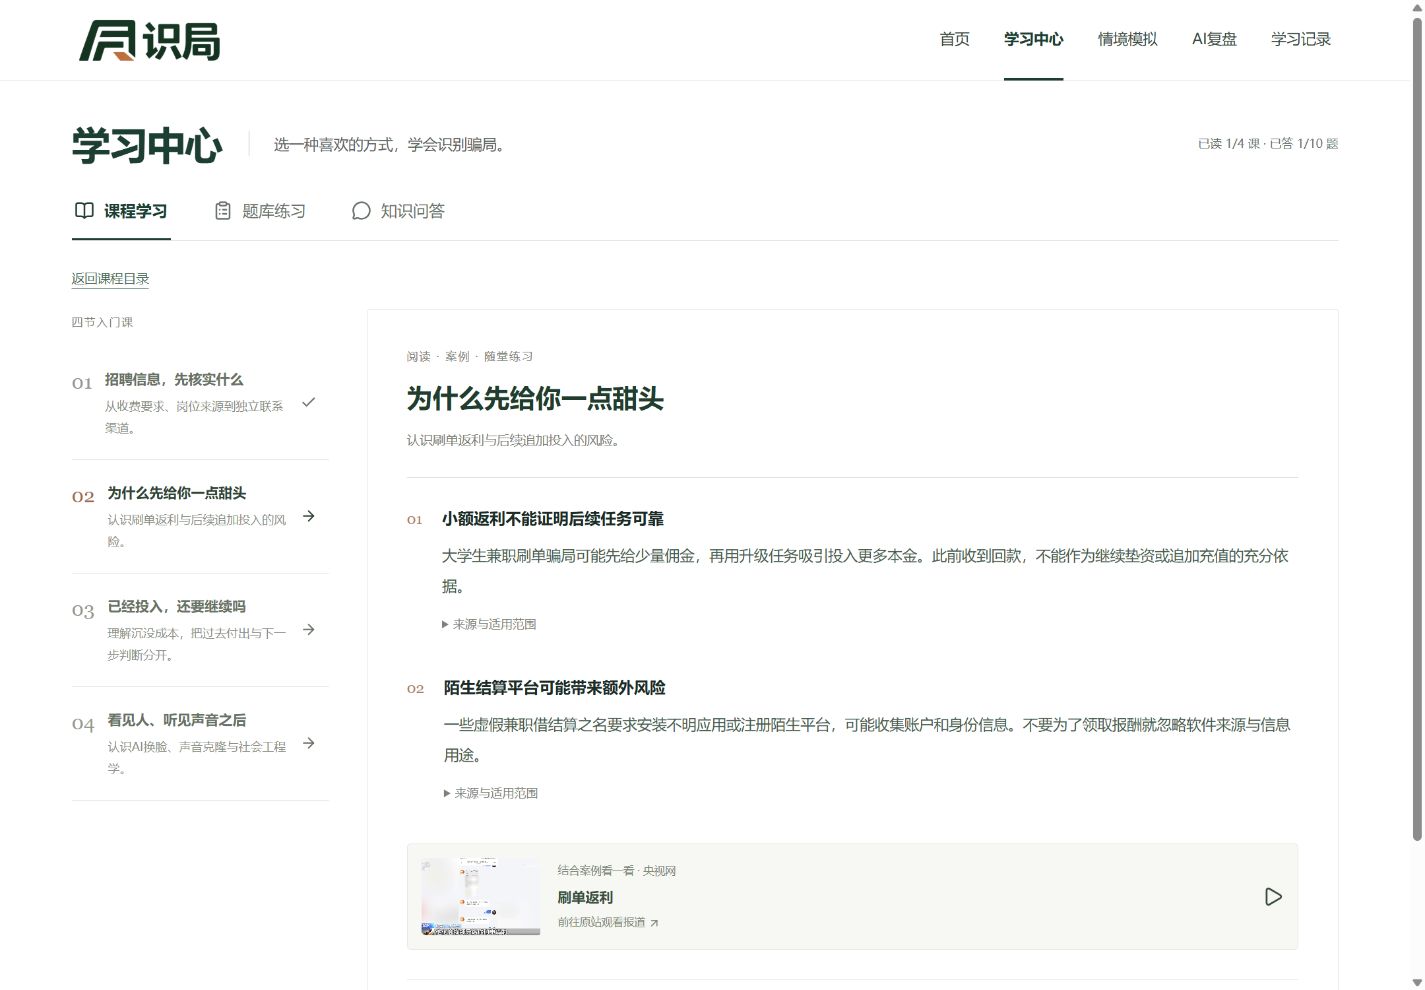 识局
首页
学习中心
情境模拟
AI复盘
学习记录
学习中心
选一种喜欢的方式，学会识别骗局。
已读 1/4 课 · 已答 1/10 题
课程学习
题库练习
知识问答
返回课程目录
四节入门课
01
招聘信息，先核实什么
从收费要求、岗位来源到独立联系
渠道。
02
为什么先给你一点甜头
认识刷单返利与后续追加投入的风
险。
03
已经投入，还要继续吗
理解沉没成本，把过去付出与下一
步判断分开。
04
看见人、听见声音之后
认识AI换脸、声音克隆与社会工程
学。
阅读 · 案例 · 随堂练习
为什么先给你一点甜头
认识刷单返利与后续追加投入的风险。
01
小额返利不能证明后续任务可靠
大学生兼职刷单骗局可能先给少量佣金，再用升级任务吸引投入更多本金。此前收到回款，不能作为继续垫资或追加充值的充分依
据。
来源与适用范围
02
陌生结算平台可能带来额外风险
一些虚假兼职借结算之名要求安装不明应用或注册陌生平台，可能收集账户和身份信息。不要为了领取报酬就忽略软件来源与信息
用途。
来源与适用范围
结合案例看一看 · 央视网
刷单返利
前往原站观看报道